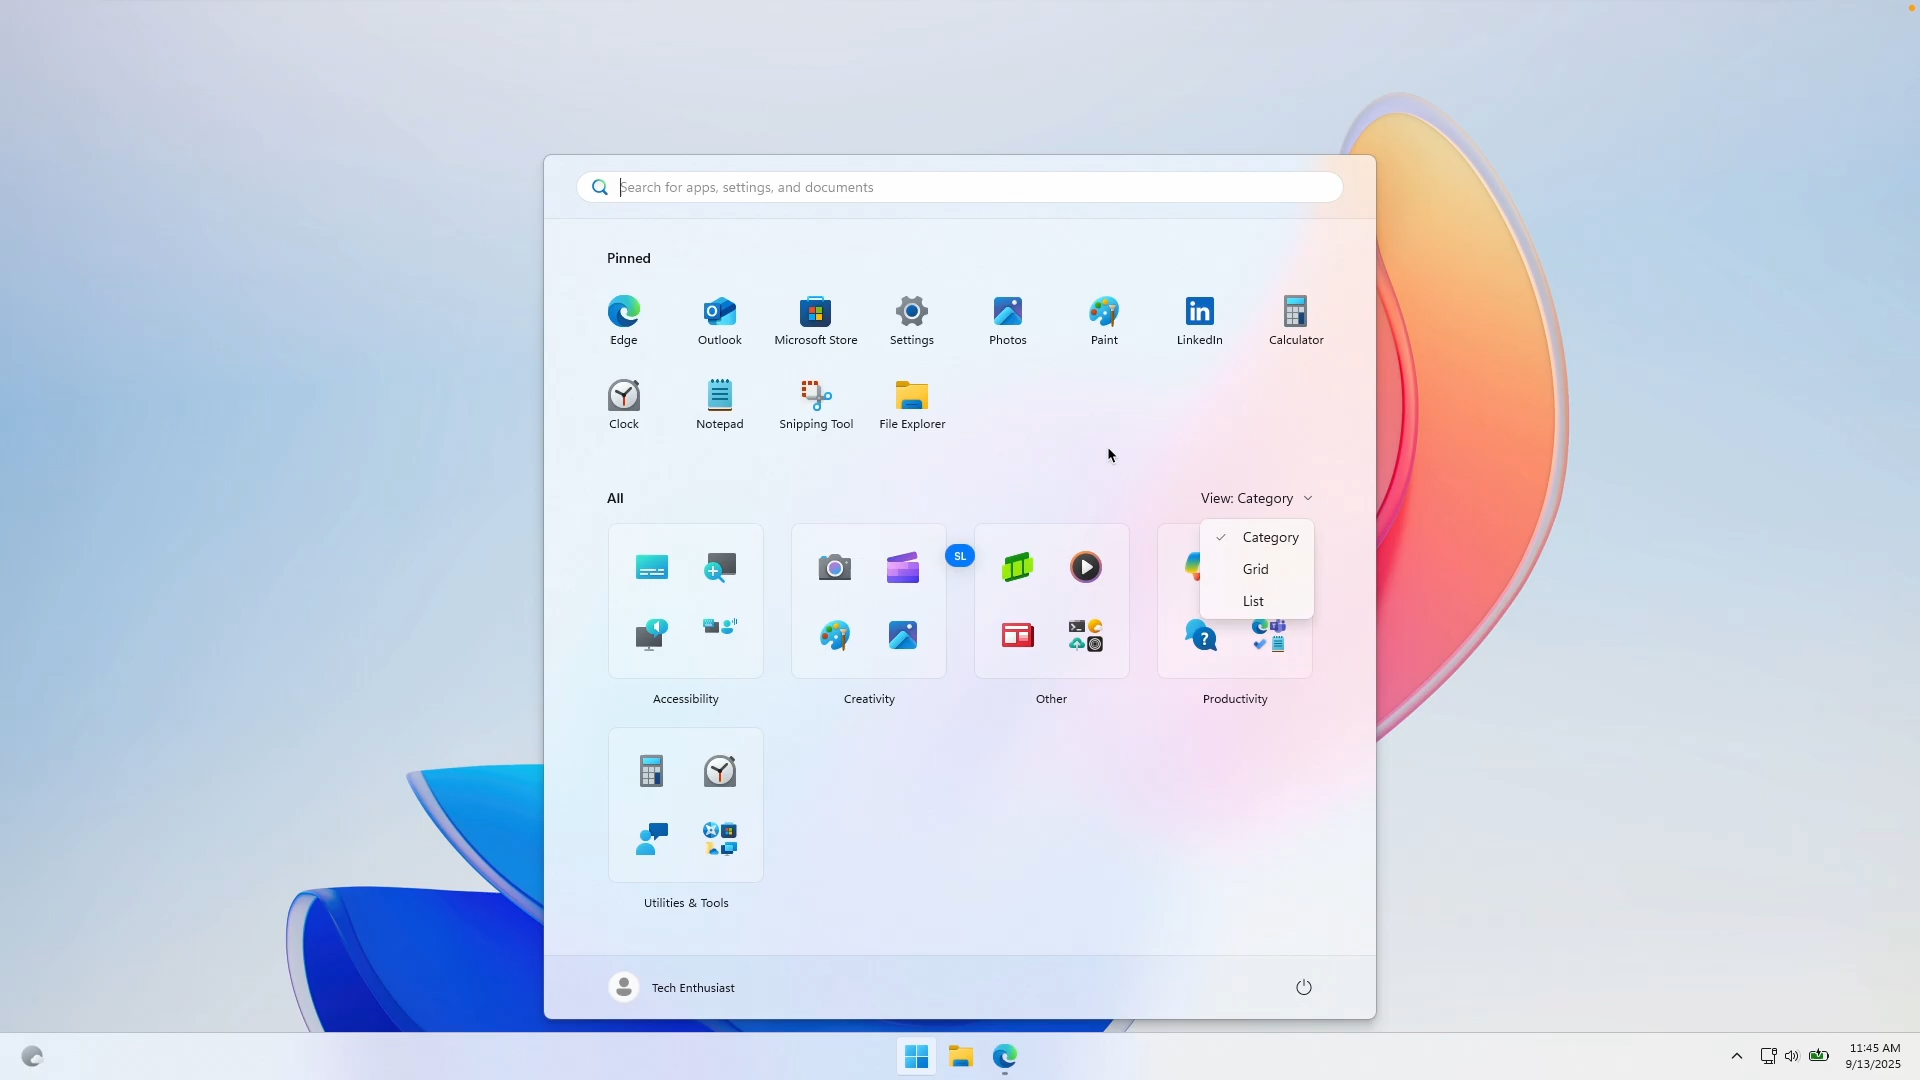 Search for apps, settings, and documents
Pinned
Edge
Outlook
Microsoft Store
Settings
Photos
Paint
LinkedIn
Calculator
Clock
Notepad
Snipping Tool
File Explorer
All
View: Category
Category
Grid
List
SL
Accessibility
Creativity
Other
Productivity
Utilities & Tools
Tech Enthusiast
11:45 AM
9/13/2025